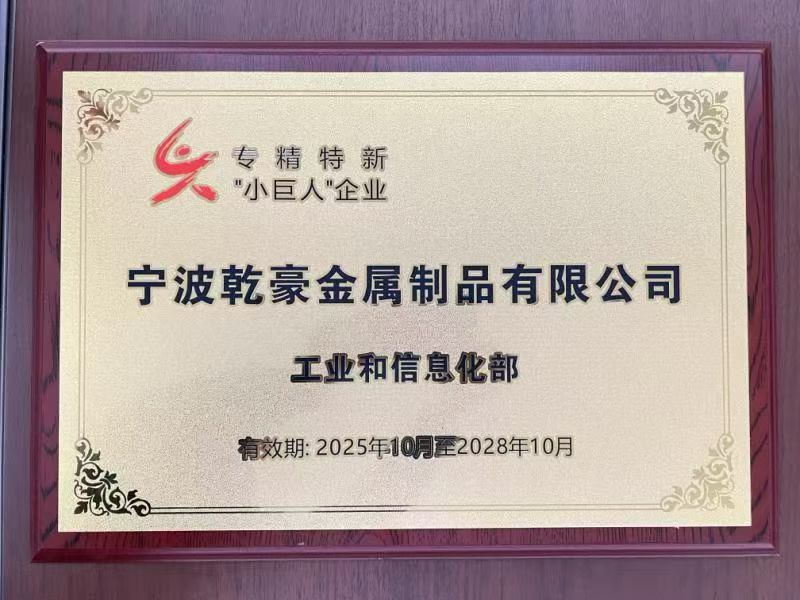 专精特新
"小巨人"企业
宁波乾豪金属制品有限公司
工业和信息化部
有效期: 2025年10月至2028年10月